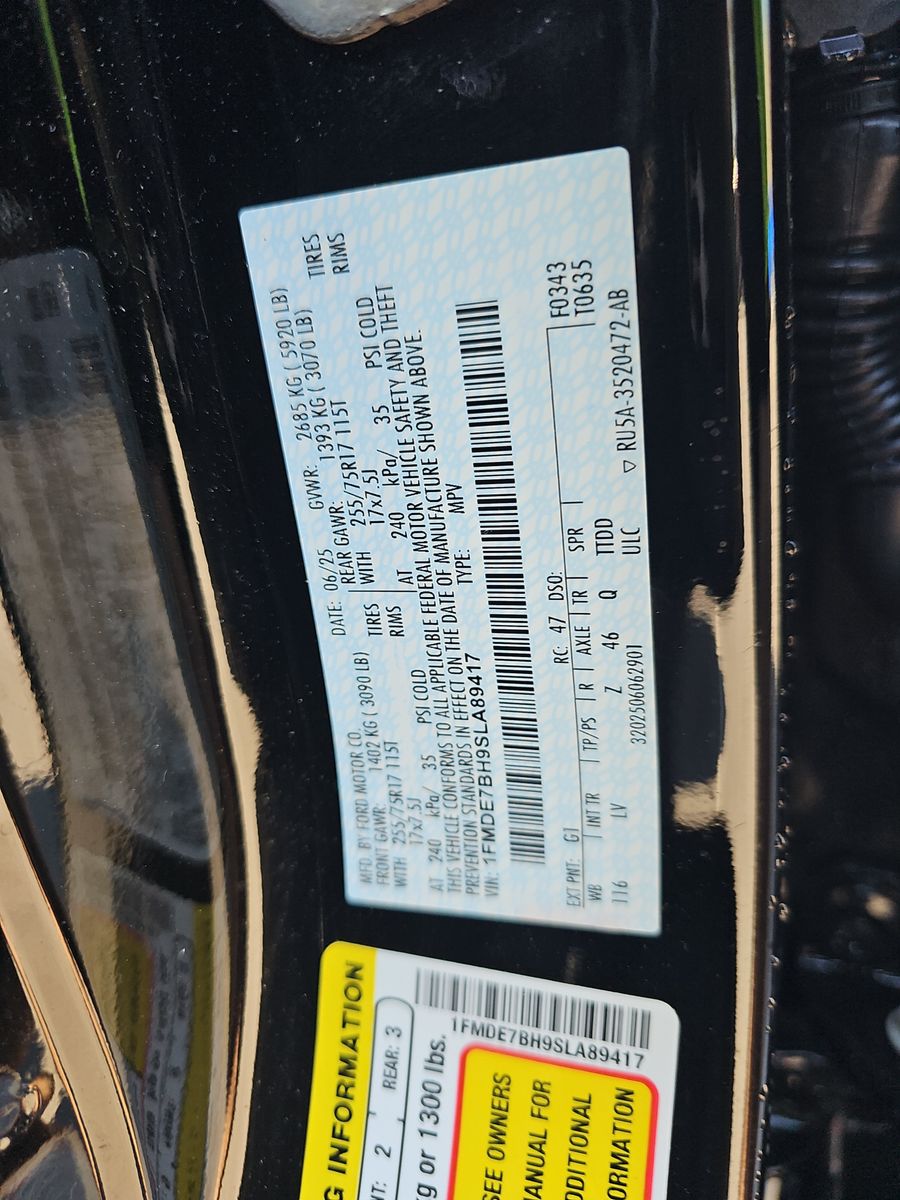 MFD. BY FORD MOTOR CO.
DATE: 06/25 GVWR: 2685 KG ( 5920 LB)
FRONT GAWR: 1402 KG ( 3090 LB) REAR GAWR: 1393 KG ( 3070 LB)
WITH 255/75R17 115T TIRES WITH 255/75R17 115T TIRES
17x7.5J RIMS 17x7.5J RIMS
AT 240 kPa/ 35 PSI COLD AT 240 kPa/ 35 PSI COLD
THIS VEHICLE CONFORMS TO ALL APPLICABLE FEDERAL MOTOR VEHICLE SAFETY AND THEFT
PREVENTION STANDARDS IN EFFECT ON THE DATE OF MANUFACTURE SHOWN ABOVE.
VIN: 1FMDE7BH9SLA89417 TYPE: MPV
EXT PNT: G1 RC: 47 DSO: F0343
WB INT TR TP/PS R AXLE TR SPR T0635
116 LV Z 46 Q TTDD
3202506062901 ULC ▽ RU5A-3520472-AB
G INFORMATION
2 REAR: 3
g or 1300 lbs.
1FMDE7BH9SLA89417
SEE OWNERS
ANUAL FOR
DDITIONAL
ORMATION